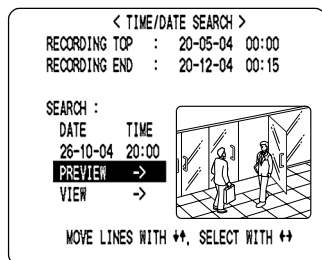 < TIME/DATE SEARCH >
RECORDING TOP : 20-05-04 00:00
RECORDING END : 20-12-04 00:15
SEARCH :
DATE TIME
26-10-04 20:00
PREVIEW ->
VIEW ->
MOVE LINES WITH ↓↑, SELECT WITH ←→